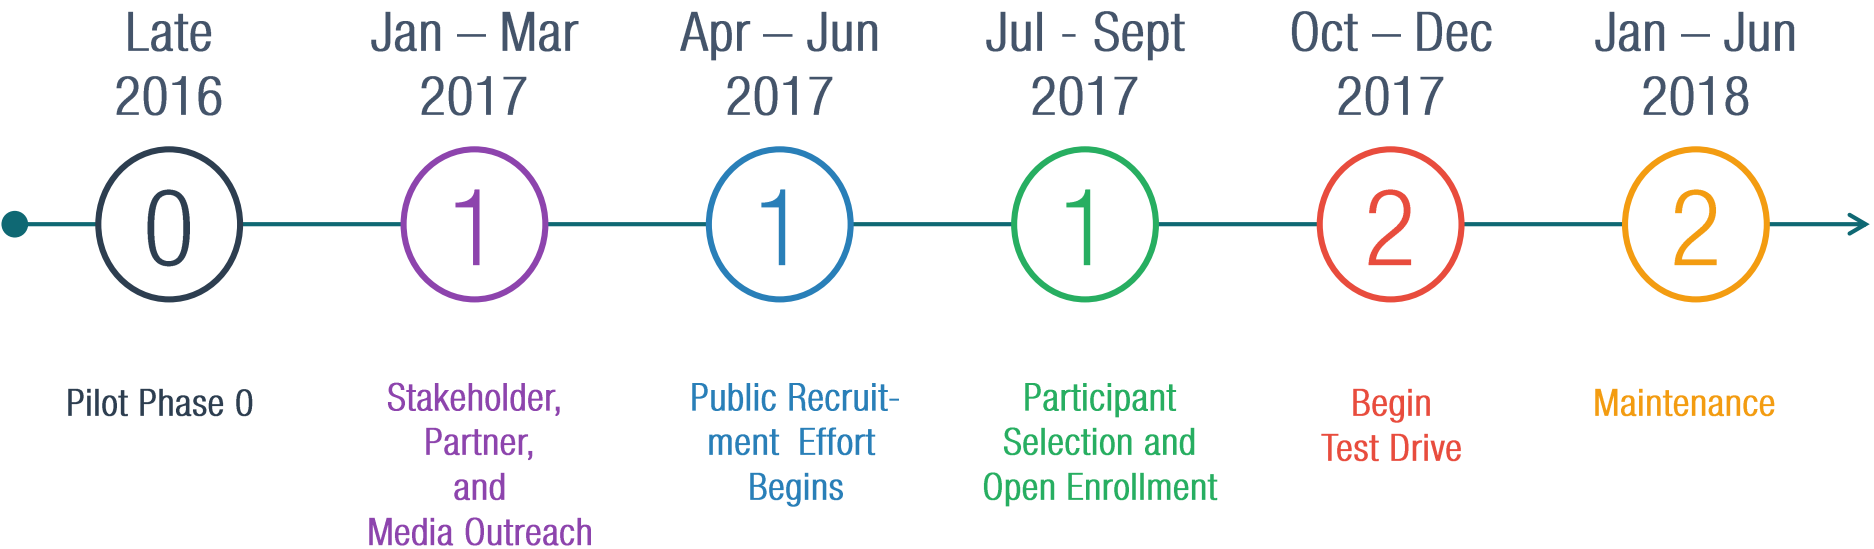 Late
2016
Jan – Mar
2017
Apr – Jun
2017
Jul - Sept
2017
Oct – Dec
2017
Jan – Jun
2018
0
1
1
1
2
2
Pilot Phase 0
Stakeholder,
Partner,
and
Media Outreach
Public Recruit-
ment Effort
Begins
Participant
Selection and
Open Enrollment
Begin
Test Drive
Maintenance